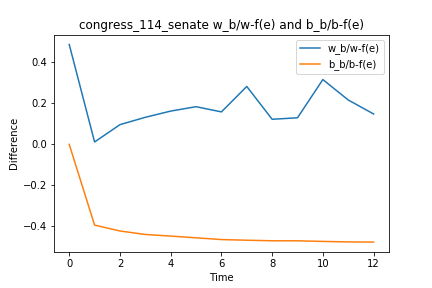 congress_114_senate w_b/w-f(e) and b_b/b-f(e)
w_b/w-f(e)
b_b/b-f(e)
0.4
0.2
0.0
−0.2
−0.4
Difference
0 2 4 6 8 10 12
Time